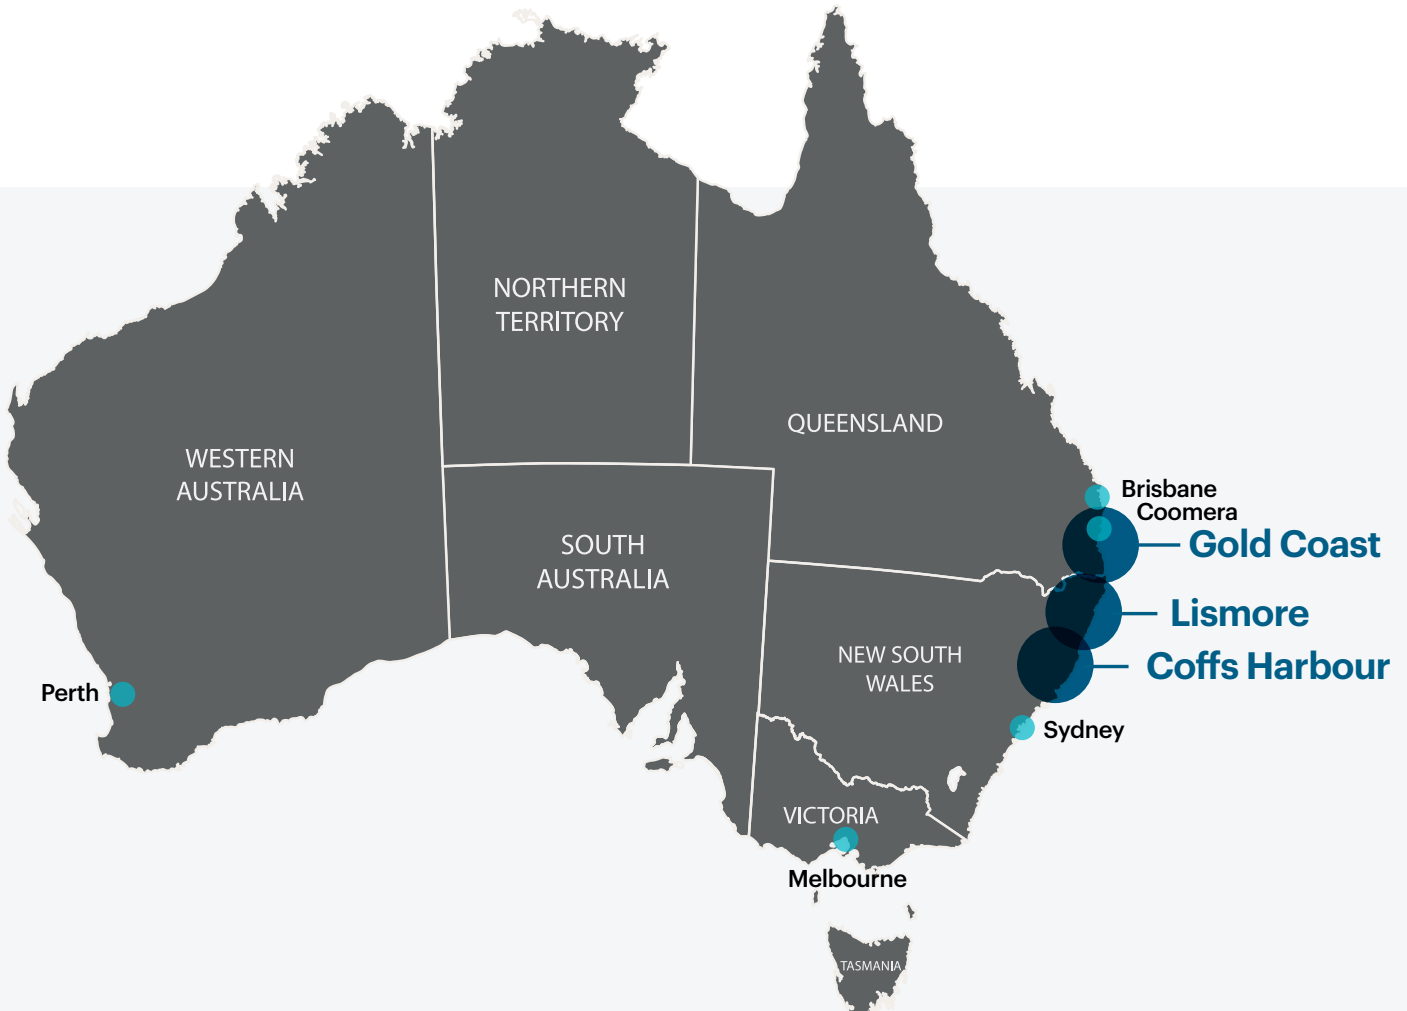 NORTHERN
TERRITORY
QUEENSLAND
WESTERN
AUSTRALIA
Brisbane
Coomera
Gold Coast
SOUTH
AUSTRALIA
Lismore
NEW SOUTH
WALES
Coffs Harbour
Perth
Sydney
VICTORIA
Melbourne
TASMANIA